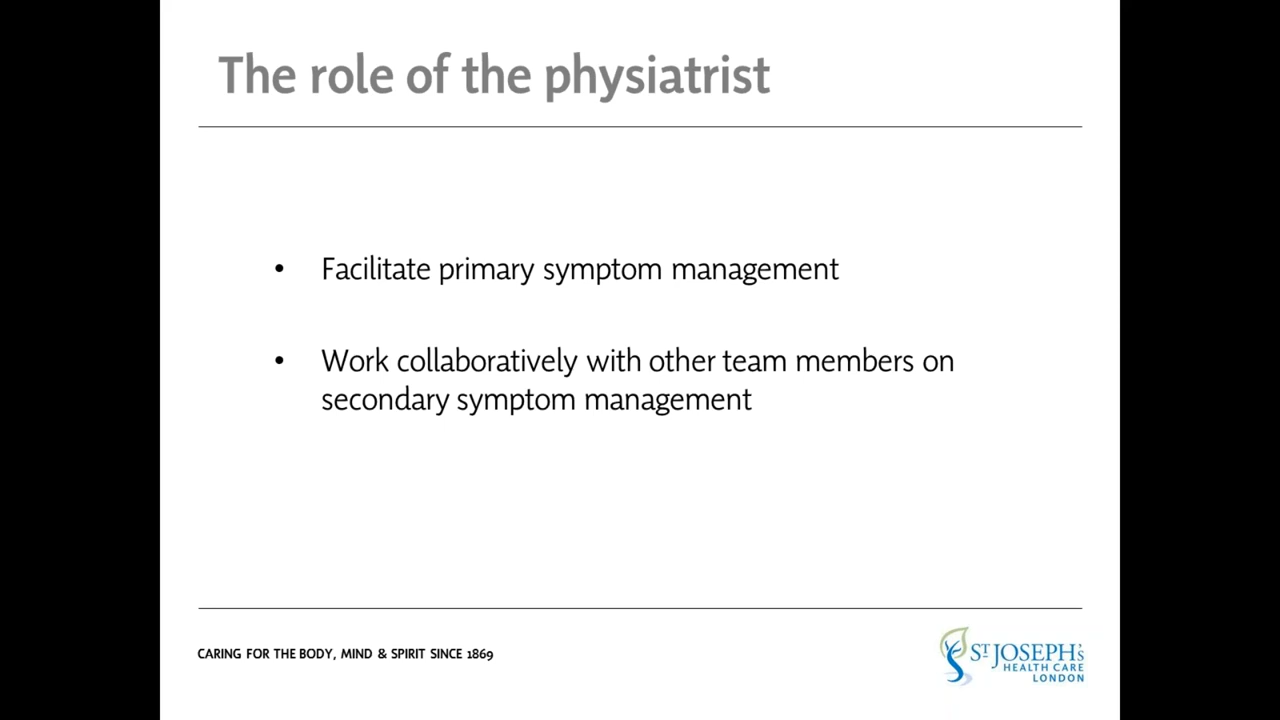 The role of the physiatrist
• Facilitate primary symptom management
• Work collaboratively with other team members on
secondary symptom management
CARING FOR THE BODY, MIND & SPIRIT SINCE 1869
ST JOSEPH's
HEALTH CARE
LONDON